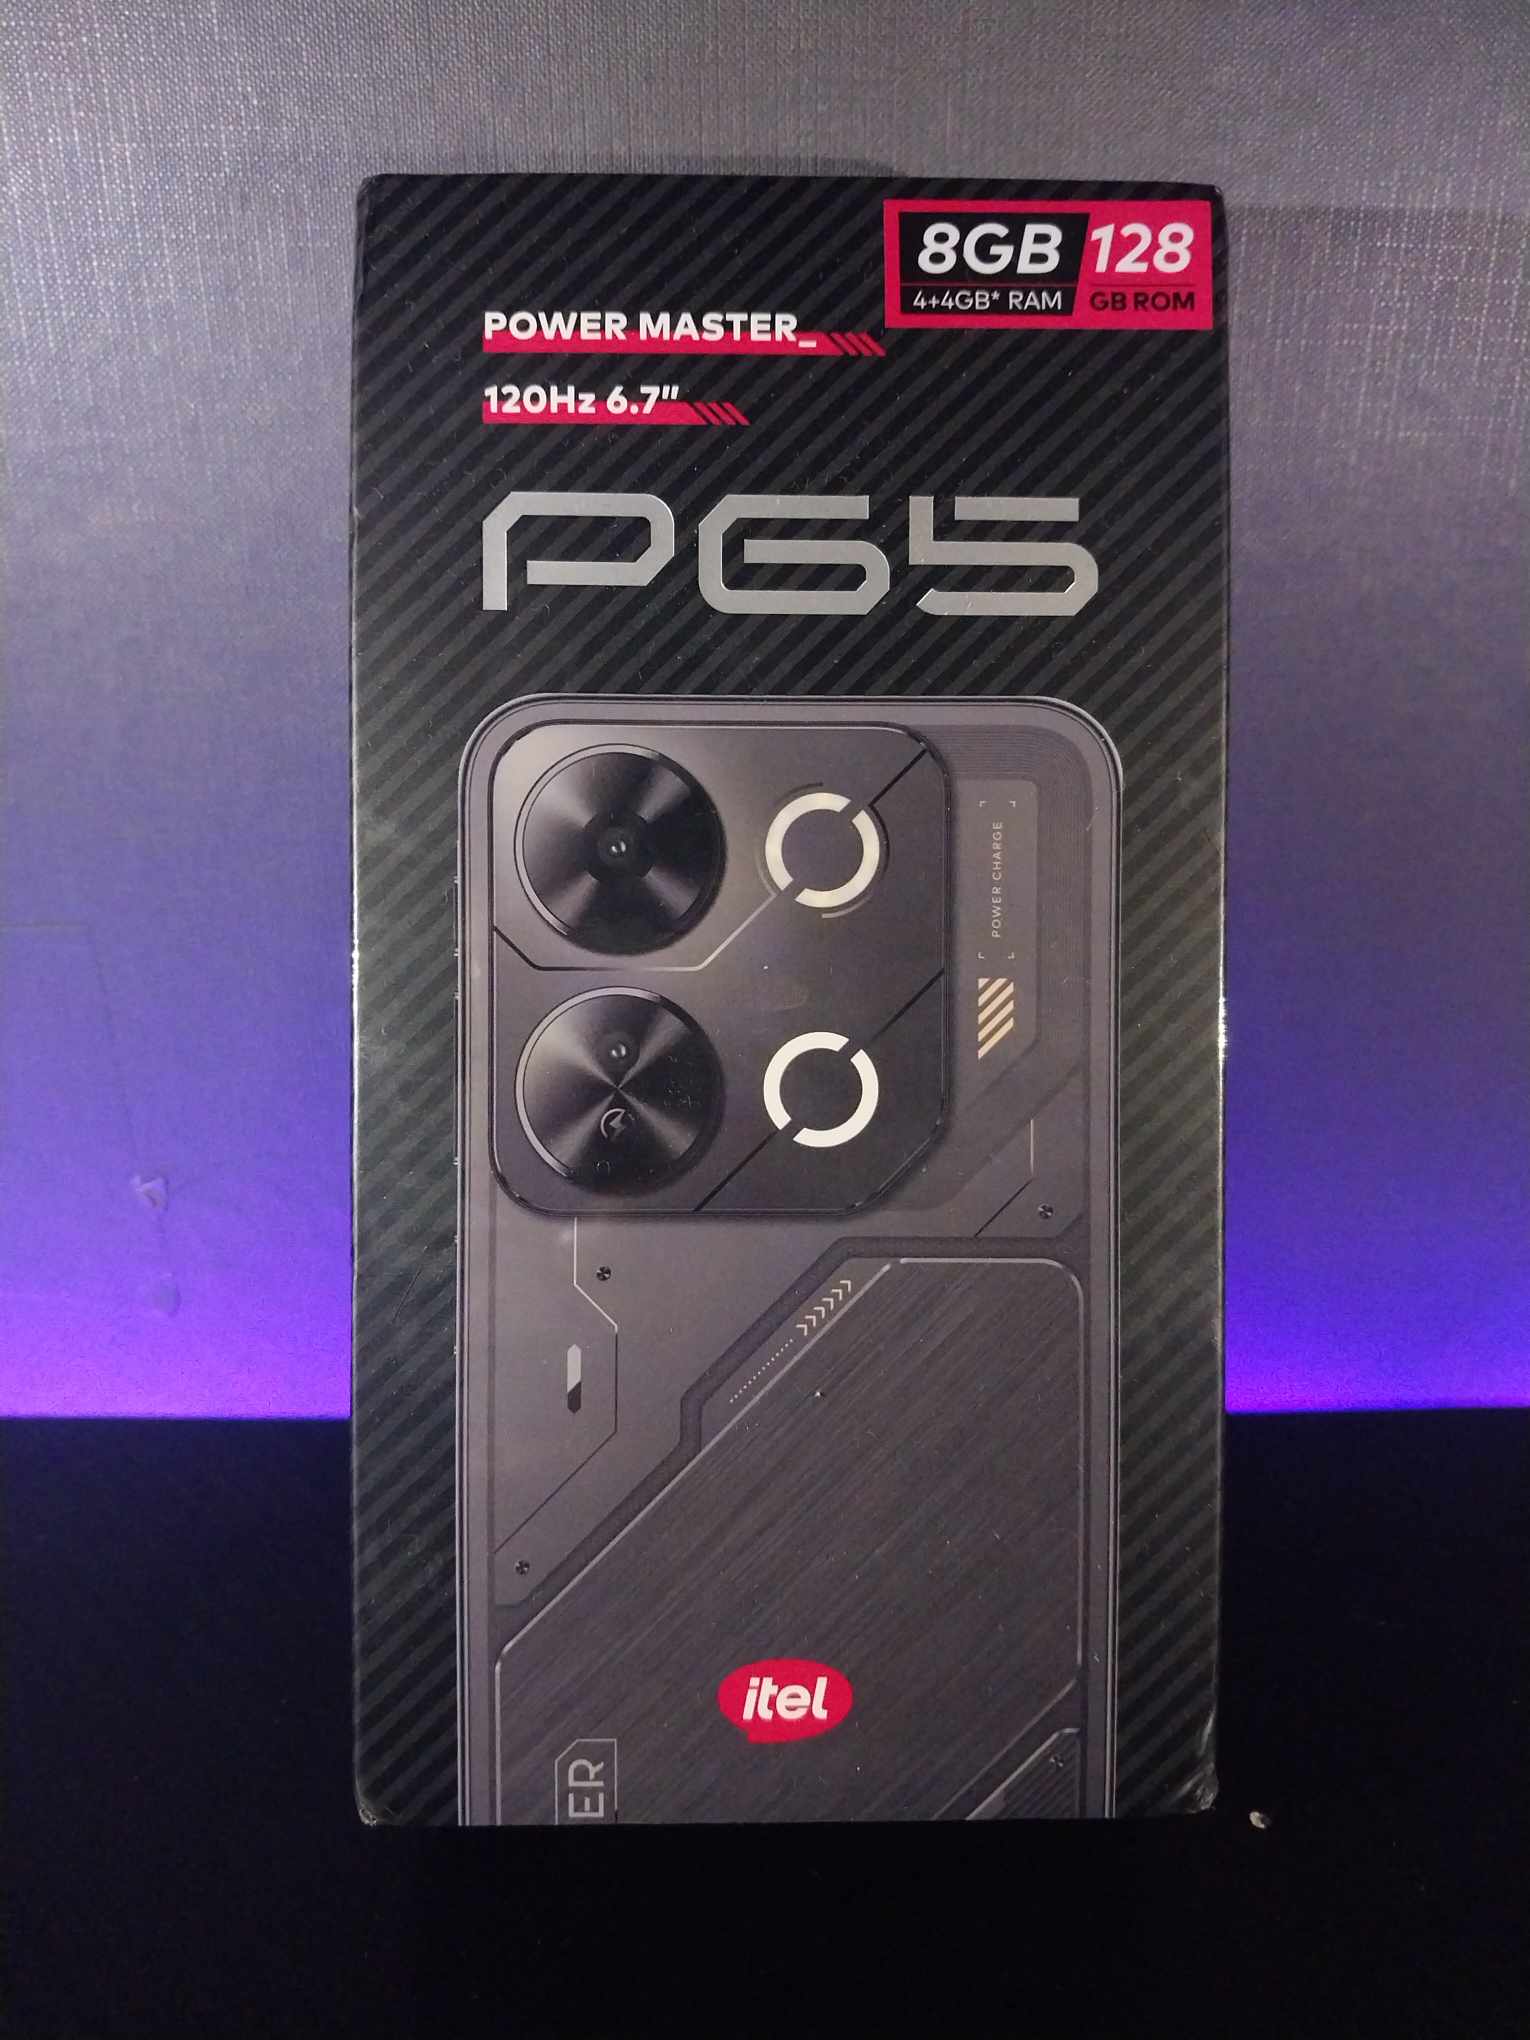 8GB 128
4+4GB* RAM GB ROM
POWER MASTER_
120Hz 6.7"
P65
POWER CHARGE
itel
ER